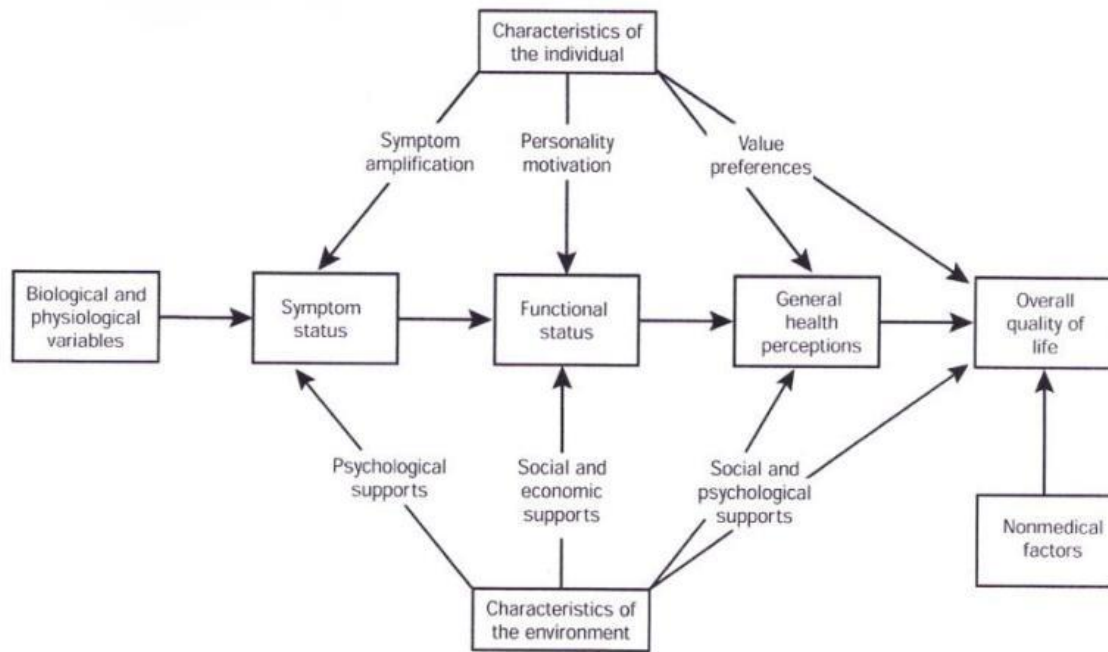 Characteristics of
the individual
Symptom
amplification
Personality
motivation
Value
preferences
Biological and
physiological
variables
Symptom
status
Functional
status
General
health
perceptions
Overall
quality of
life
Psychological
supports
Social and
economic
supports
Social and
psychological
supports
Nonmedical
factors
Characteristics of
the environment